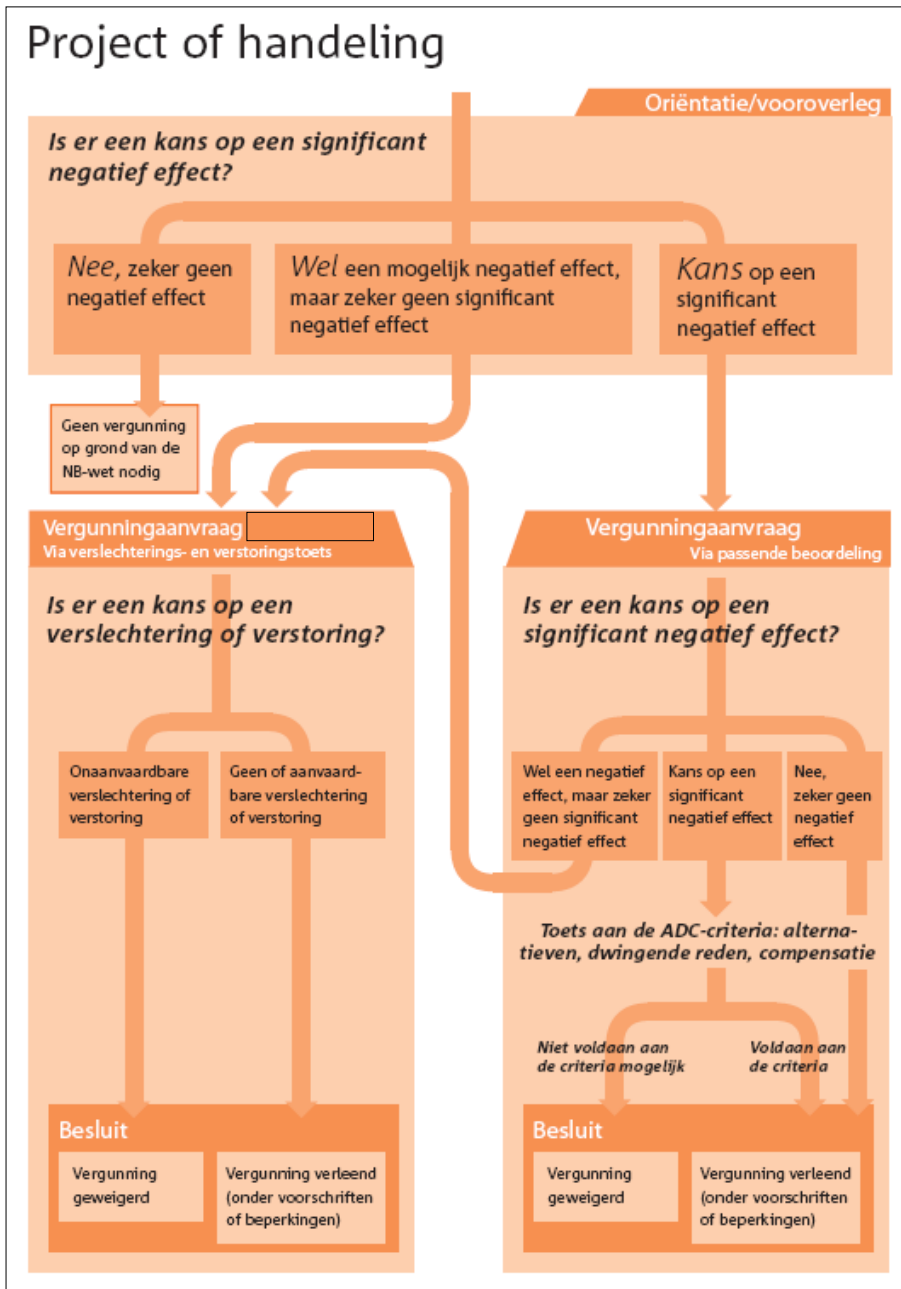 Project of handeling
Oriëntatie/vooroverleg
Is er een kans op een significant
negatief effect?
Nee, zeker geen
negatief effect
Wel een mogelijk negatief effect,
maar zeker geen significant
negatief effect
Kans op een
significant
negatief effect
Geen vergunning
op grond van de
NB-wet nodig
Vergunningaanvraag
Via verslechterings- en verstoringstoets
Is er een kans op een
verslechtering of verstoring?
Onaanvaardbare
verslechtering of
verstoring
Geen of aanvaard-
bare verslechtering
of verstoring
Besluit
Vergunning
geweigerd
Vergunning verleend
(onder voorschriften
of beperkingen)
Vergunningaanvraag
Via passende beoordeling
Is er een kans op een
significant negatief effect?
Wel een negatief
effect, maar zeker
geen significant
negatief effect
Kans op een
significant
negatief effect
Nee,
zeker geen
negatief
effect
Toets aan de ADC-criteria: alterna-
tieven, dwingende reden, compensatie
Niet voldaan aan
de criteria mogelijk
Voldaan aan
de criteria
Besluit
Vergunning
geweigerd
Vergunning verleend
(onder voorschriften
of beperkingen)